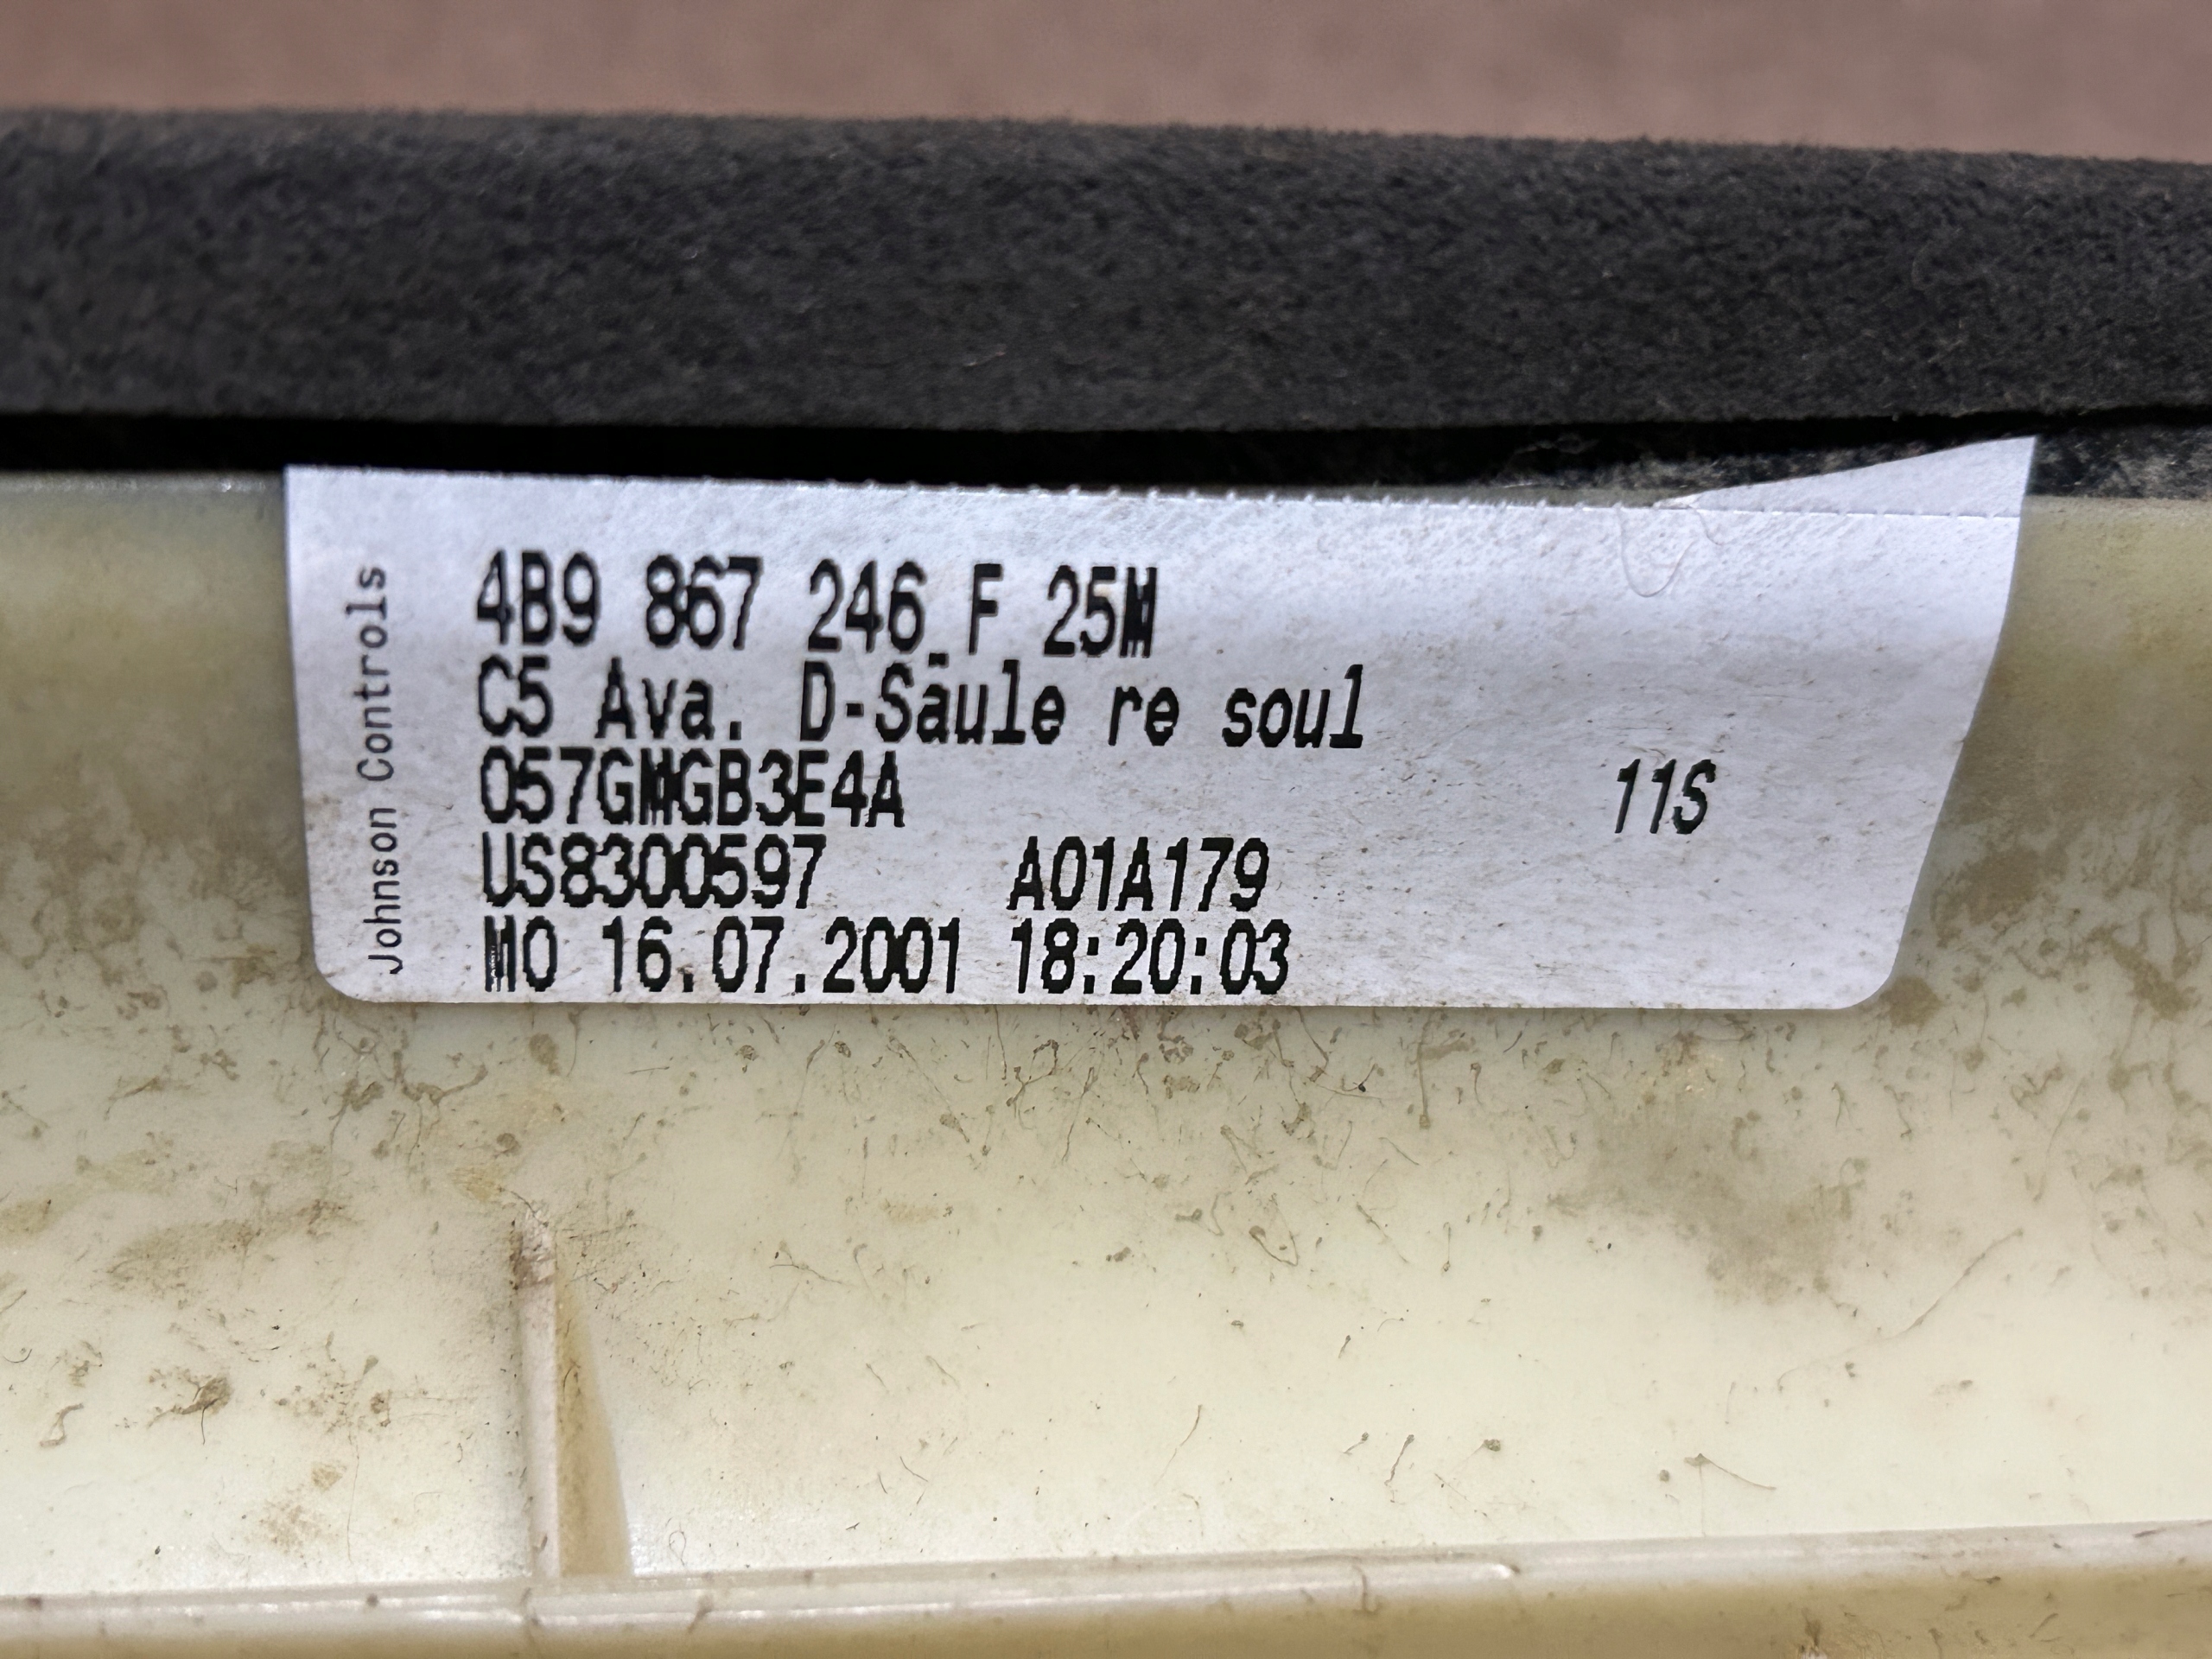 Johnson Controls
4B9 867 246 F 25M
C5 Ava. D-Säule re soul
057GMGB3E4A 11S
US8300597 A01A179
MO 16.07.2001 18:20:03